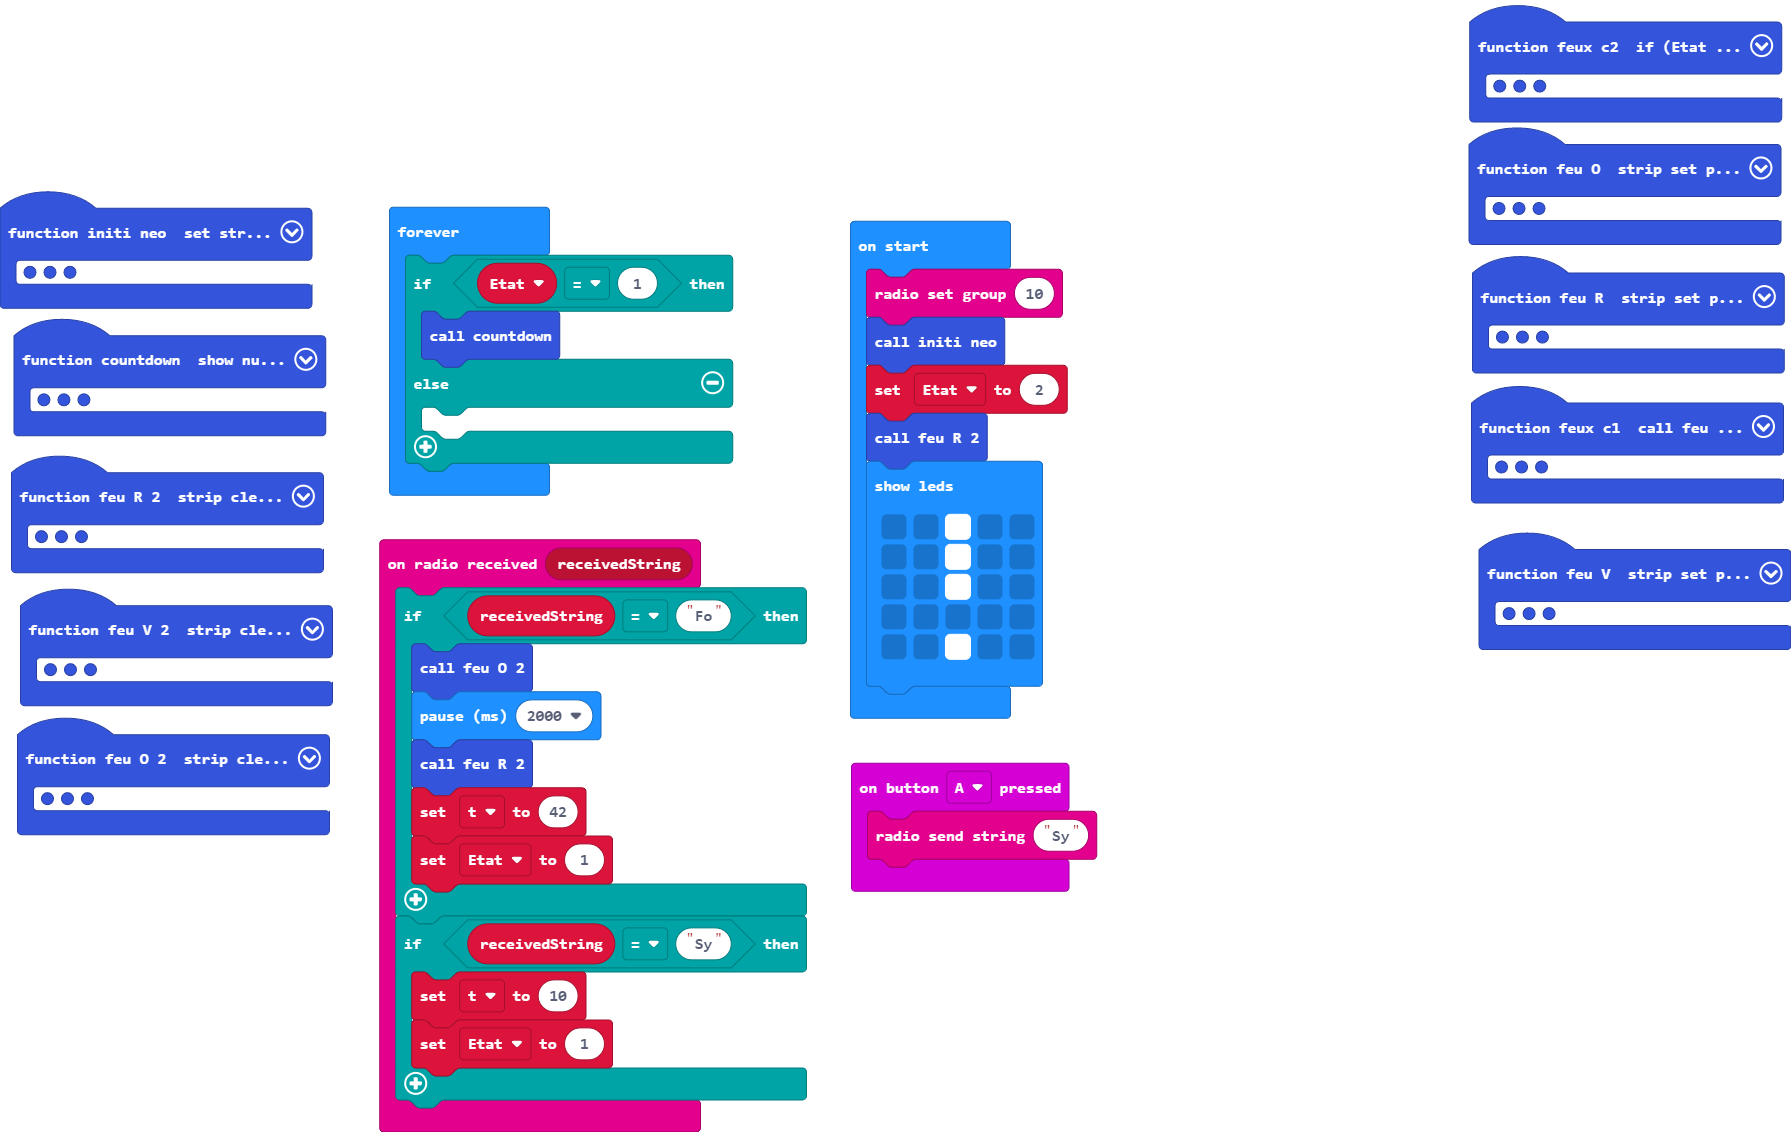 function initi neo set str...
function countdown show nu...
function feu R 2 strip cle...
function feu V 2 strip cle...
function feu O 2 strip cle...
forever
if Etat = 1 then
call countdown
else
on radio received receivedString
if receivedString = "Fo" then
call feu O 2
pause (ms) 2000
call feu R 2
set t to 42
set Etat to 1
if receivedString = "Sy" then
set t to 10
set Etat to 1
on start
radio set group 10
call initi neo
set Etat to 2
call feu R 2
show leds
on button A pressed
radio send string "Sy"
function feux c2 if (Etat ...
function feu O strip set p...
function feu R strip set p...
function feux c1 call feu ...
function feu V strip set p...